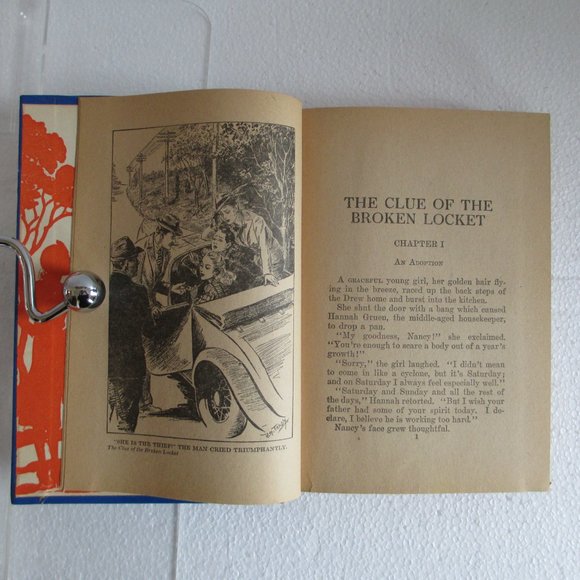 "SHE IS THE THIEF!" THE MAN CRIED TRIUMPHANTLY.
The Clue of the Broken Locket
THE CLUE OF THE
BROKEN LOCKET
CHAPTER I
AN ADOPTION
A GRACEFUL young girl, her golden hair fly-
ing in the breeze, raced up the back steps
of the Drew home and burst into the kitchen.
She shut the door with a bang which caused
Hannah Gruen, the middle-aged housekeeper,
to drop a pan.
"My goodness, Nancy!" she exclaimed.
"You're enough to scare a body out of a year's
growth!"
"Sorry," the girl laughed. "I didn't mean
to come in like a cyclone, but it's Saturday;
and on Saturday I always feel especially well."
"Saturday and Sunday and all the rest of
the days," Hannah retorted. "But I wish your
father had some of your spirit today. I de-
clare, I believe he is working too hard."
Nancy's face grew thoughtful.
1